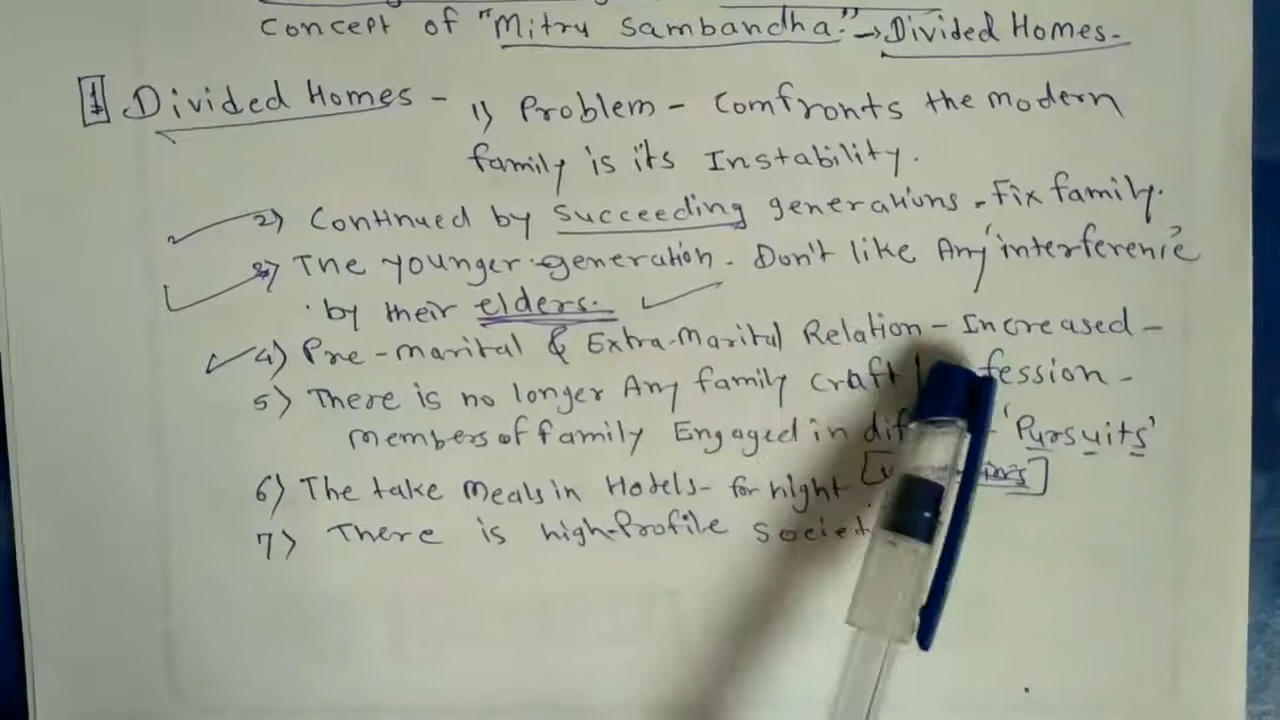 concept of "Mitru Sambandha." → Divided Homes.
1 Divided Homes - 1) Problem - Comfronts the modern
family is its Instability.
2) Continued by succeeding generations - Fix family.
3) The younger generation - Don't like Any interference
by their elders.
4) Pre-marital & Extra-Marital Relation - Increased -
5) There is no longer Any family craft
members of family Engaged in 'Pursuits'
6) The take Meals in Hotels - for night
7) There is high-Profile